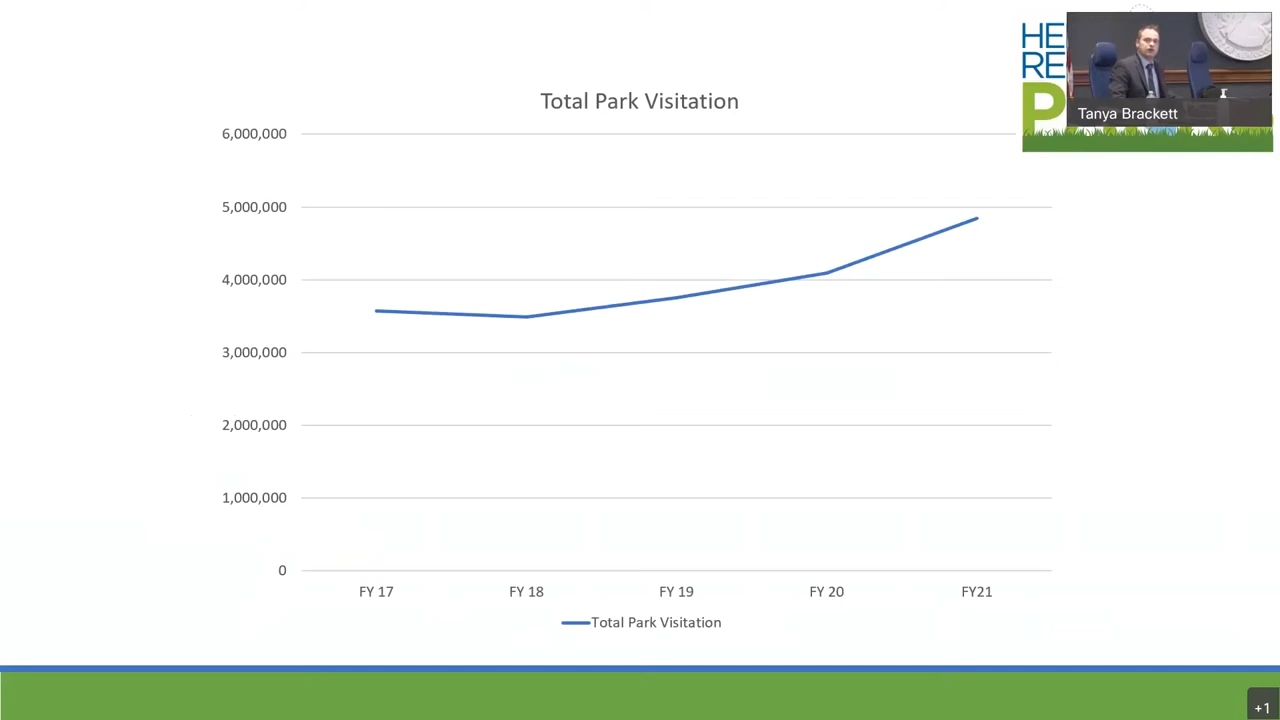 HE
RE
P
Tanya Brackett
Total Park Visitation
6,000,000
5,000,000
4,000,000
3,000,000
2,000,000
1,000,000
0
FY 17 FY 18 FY 19 FY 20 FY21
Total Park Visitation
+1